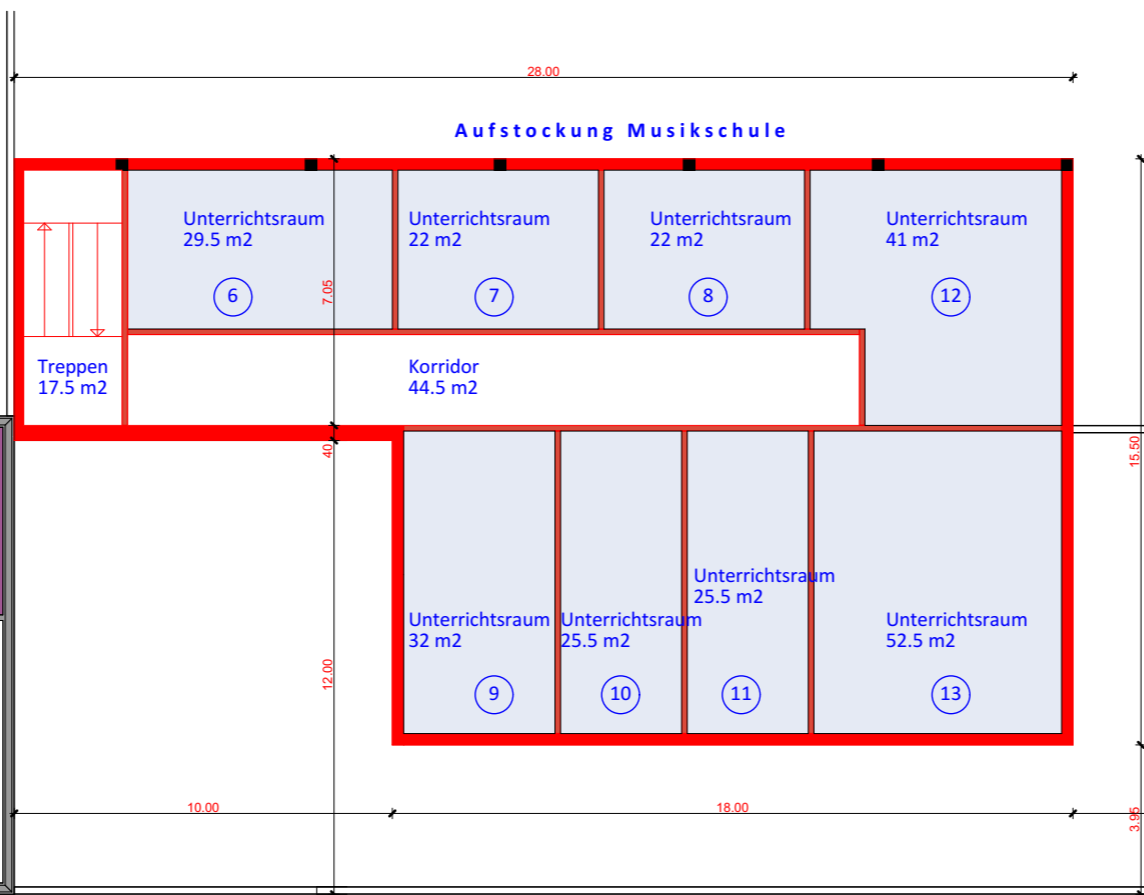 28.00
Aufstockung Musikschule
Unterrichtsraum
29.5 m2
6
Unterrichtsraum
22 m2
7
Unterrichtsraum
22 m2
8
Unterrichtsraum
41 m2
12
7.05
Treppen
17.5 m2
Korridor
44.5 m2
40
15.50
Unterrichtsraum
32 m2
9
Unterrichtsraum
25.5 m2
10
Unterrichtsraum
25.5 m2
11
Unterrichtsraum
52.5 m2
13
12.00
10.00
18.00
3.95